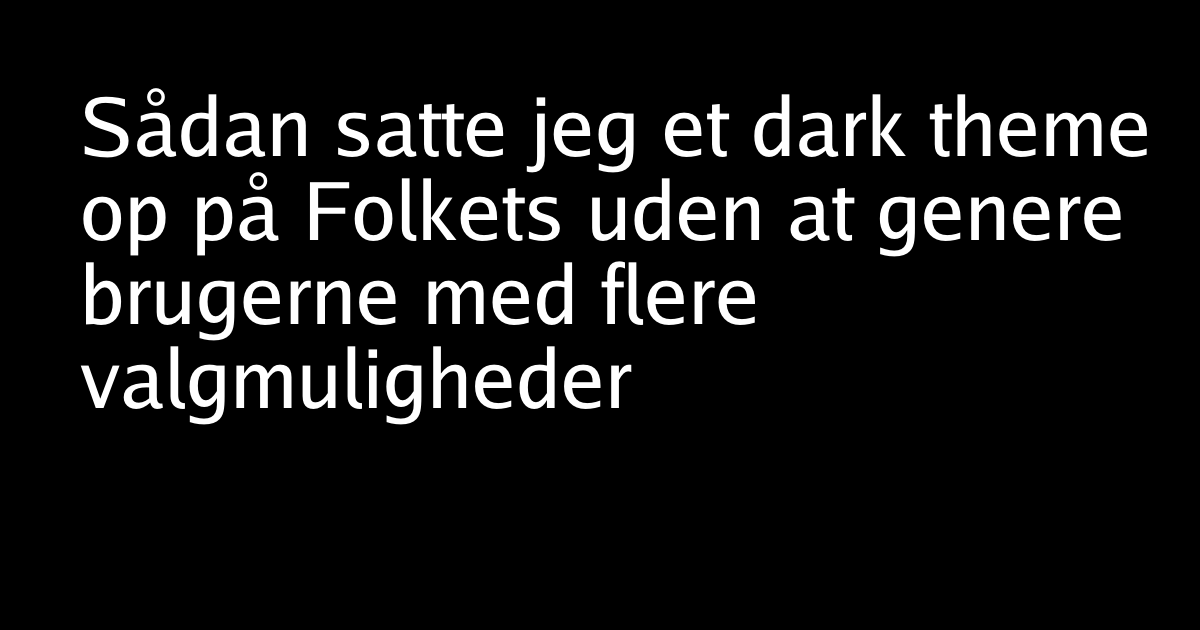 Sådan satte jeg et dark theme
op på Folkets uden at genere
brugerne med flere
valgmuligheder